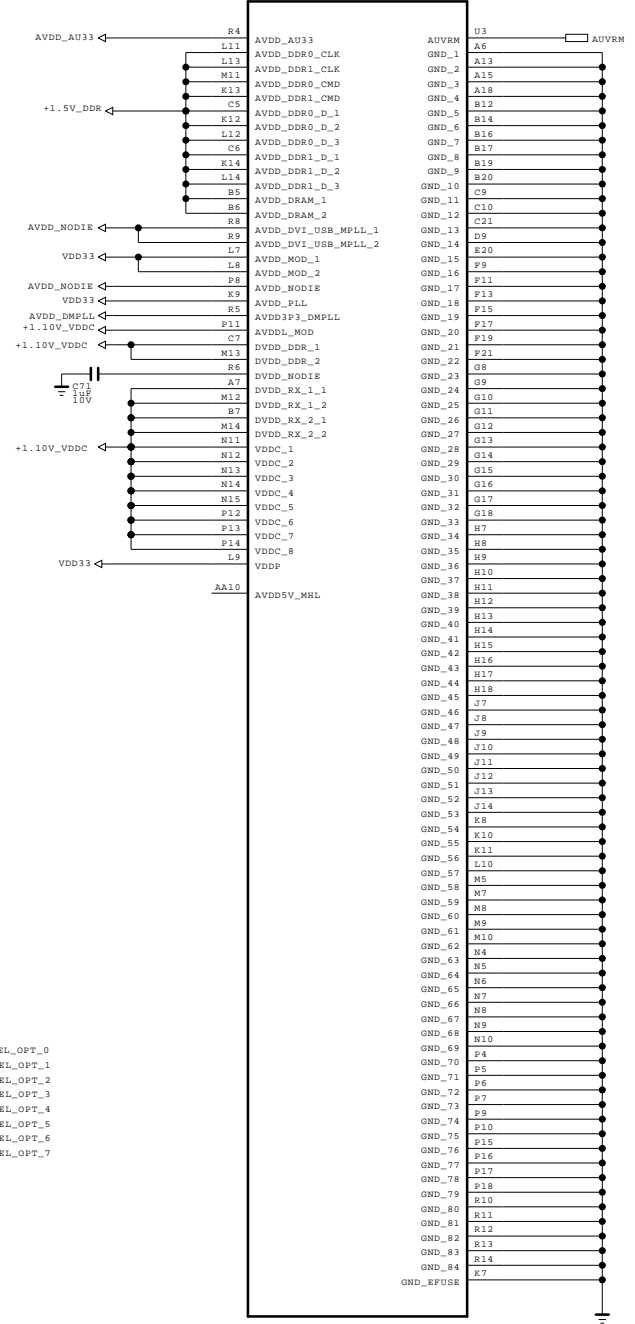 AVDD_AU33 R4 AVDD_AU33
L11 AVDD_DDR0_CLK
L13 AVDD_DDR1_CLK
M11 AVDD_DDR0_CMD
K13 AVDD_DDR1_CMD
+1.5V_DDR C5 AVDD_DDR0_D_1
K12 AVDD_DDR0_D_2
L12 AVDD_DDR0_D_3
C6 AVDD_DDR1_D_1
K14 AVDD_DDR1_D_2
L14 AVDD_DDR1_D_3
B5 AVDD_DRAM_1
B6 AVDD_DRAM_2
AVDD_NODIE R8 AVDD_DVI_USB_MPLL_1
R9 AVDD_DVI_USB_MPLL_2
VDD33 L7 AVDD_MOD_1
L8 AVDD_MOD_2
AVDD_NODIE P8 AVDD_NODIE
VDD33 K9 AVDD_PLL
AVDD_DMPLL R5 AVDD3P3_DMPLL
+1.10V_VDDC P11 AVDDL_MOD
+1.10V_VDDC C7 DVDD_DDR_1
M13 DVDD_DDR_2
R6 DVDD_NODIE
C71
1uF
10V
A7 DVDD_RX_1_1
M12 DVDD_RX_1_2
B7 DVDD_RX_2_1
M14 DVDD_RX_2_2
+1.10V_VDDC N11 VDDC_1
N12 VDDC_2
N13 VDDC_3
N14 VDDC_4
N15 VDDC_5
P12 VDDC_6
P13 VDDC_7
P14 VDDC_8
VDD33 L9 VDDP
AA10 AVDD5V_MHL
AUVRM U3 AUVRM
GND_1 A6
GND_2 A13
GND_3 A15
GND_4 A18
GND_5 B12
GND_6 B14
GND_7 B16
GND_8 B17
GND_9 B19
GND_10 B20
GND_11 C9
GND_12 C10
GND_13 C21
GND_14 D9
GND_15 E20
GND_16 F9
GND_17 F11
GND_18 F13
GND_19 F15
GND_20 F17
GND_21 F19
GND_22 F21
GND_23 G8
GND_24 G9
GND_25 G10
GND_26 G11
GND_27 G12
GND_28 G13
GND_29 G14
GND_30 G15
GND_31 G16
GND_32 G17
GND_33 G18
GND_34 H7
GND_35 H8
GND_36 H9
GND_37 H10
GND_38 H11
GND_39 H12
GND_40 H13
GND_41 H14
GND_42 H15
GND_43 H16
GND_44 H17
GND_45 H18
GND_46 J7
GND_47 J8
GND_48 J9
GND_49 J10
GND_50 J11
GND_51 J12
GND_52 J13
GND_53 J14
GND_54 K8
GND_55 K10
GND_56 K11
GND_57 L10
GND_58 M5
GND_59 M7
GND_60 M8
GND_61 M9
GND_62 M10
GND_63 N4
GND_64 N5
GND_65 N6
GND_66 N7
GND_67 N8
GND_68 N9
GND_69 N10
GND_70 P4
GND_71 P5
GND_72 P6
GND_73 P7
GND_74 P9
GND_75 P10
GND_76 P15
GND_77 P16
GND_78 P17
GND_79 P18
GND_80 R10
GND_81 R11
GND_82 R12
GND_83 R13
GND_84 R14
GND_EFUSE K7
EL_OPT_0
EL_OPT_1
EL_OPT_2
EL_OPT_3
EL_OPT_4
EL_OPT_5
EL_OPT_6
EL_OPT_7